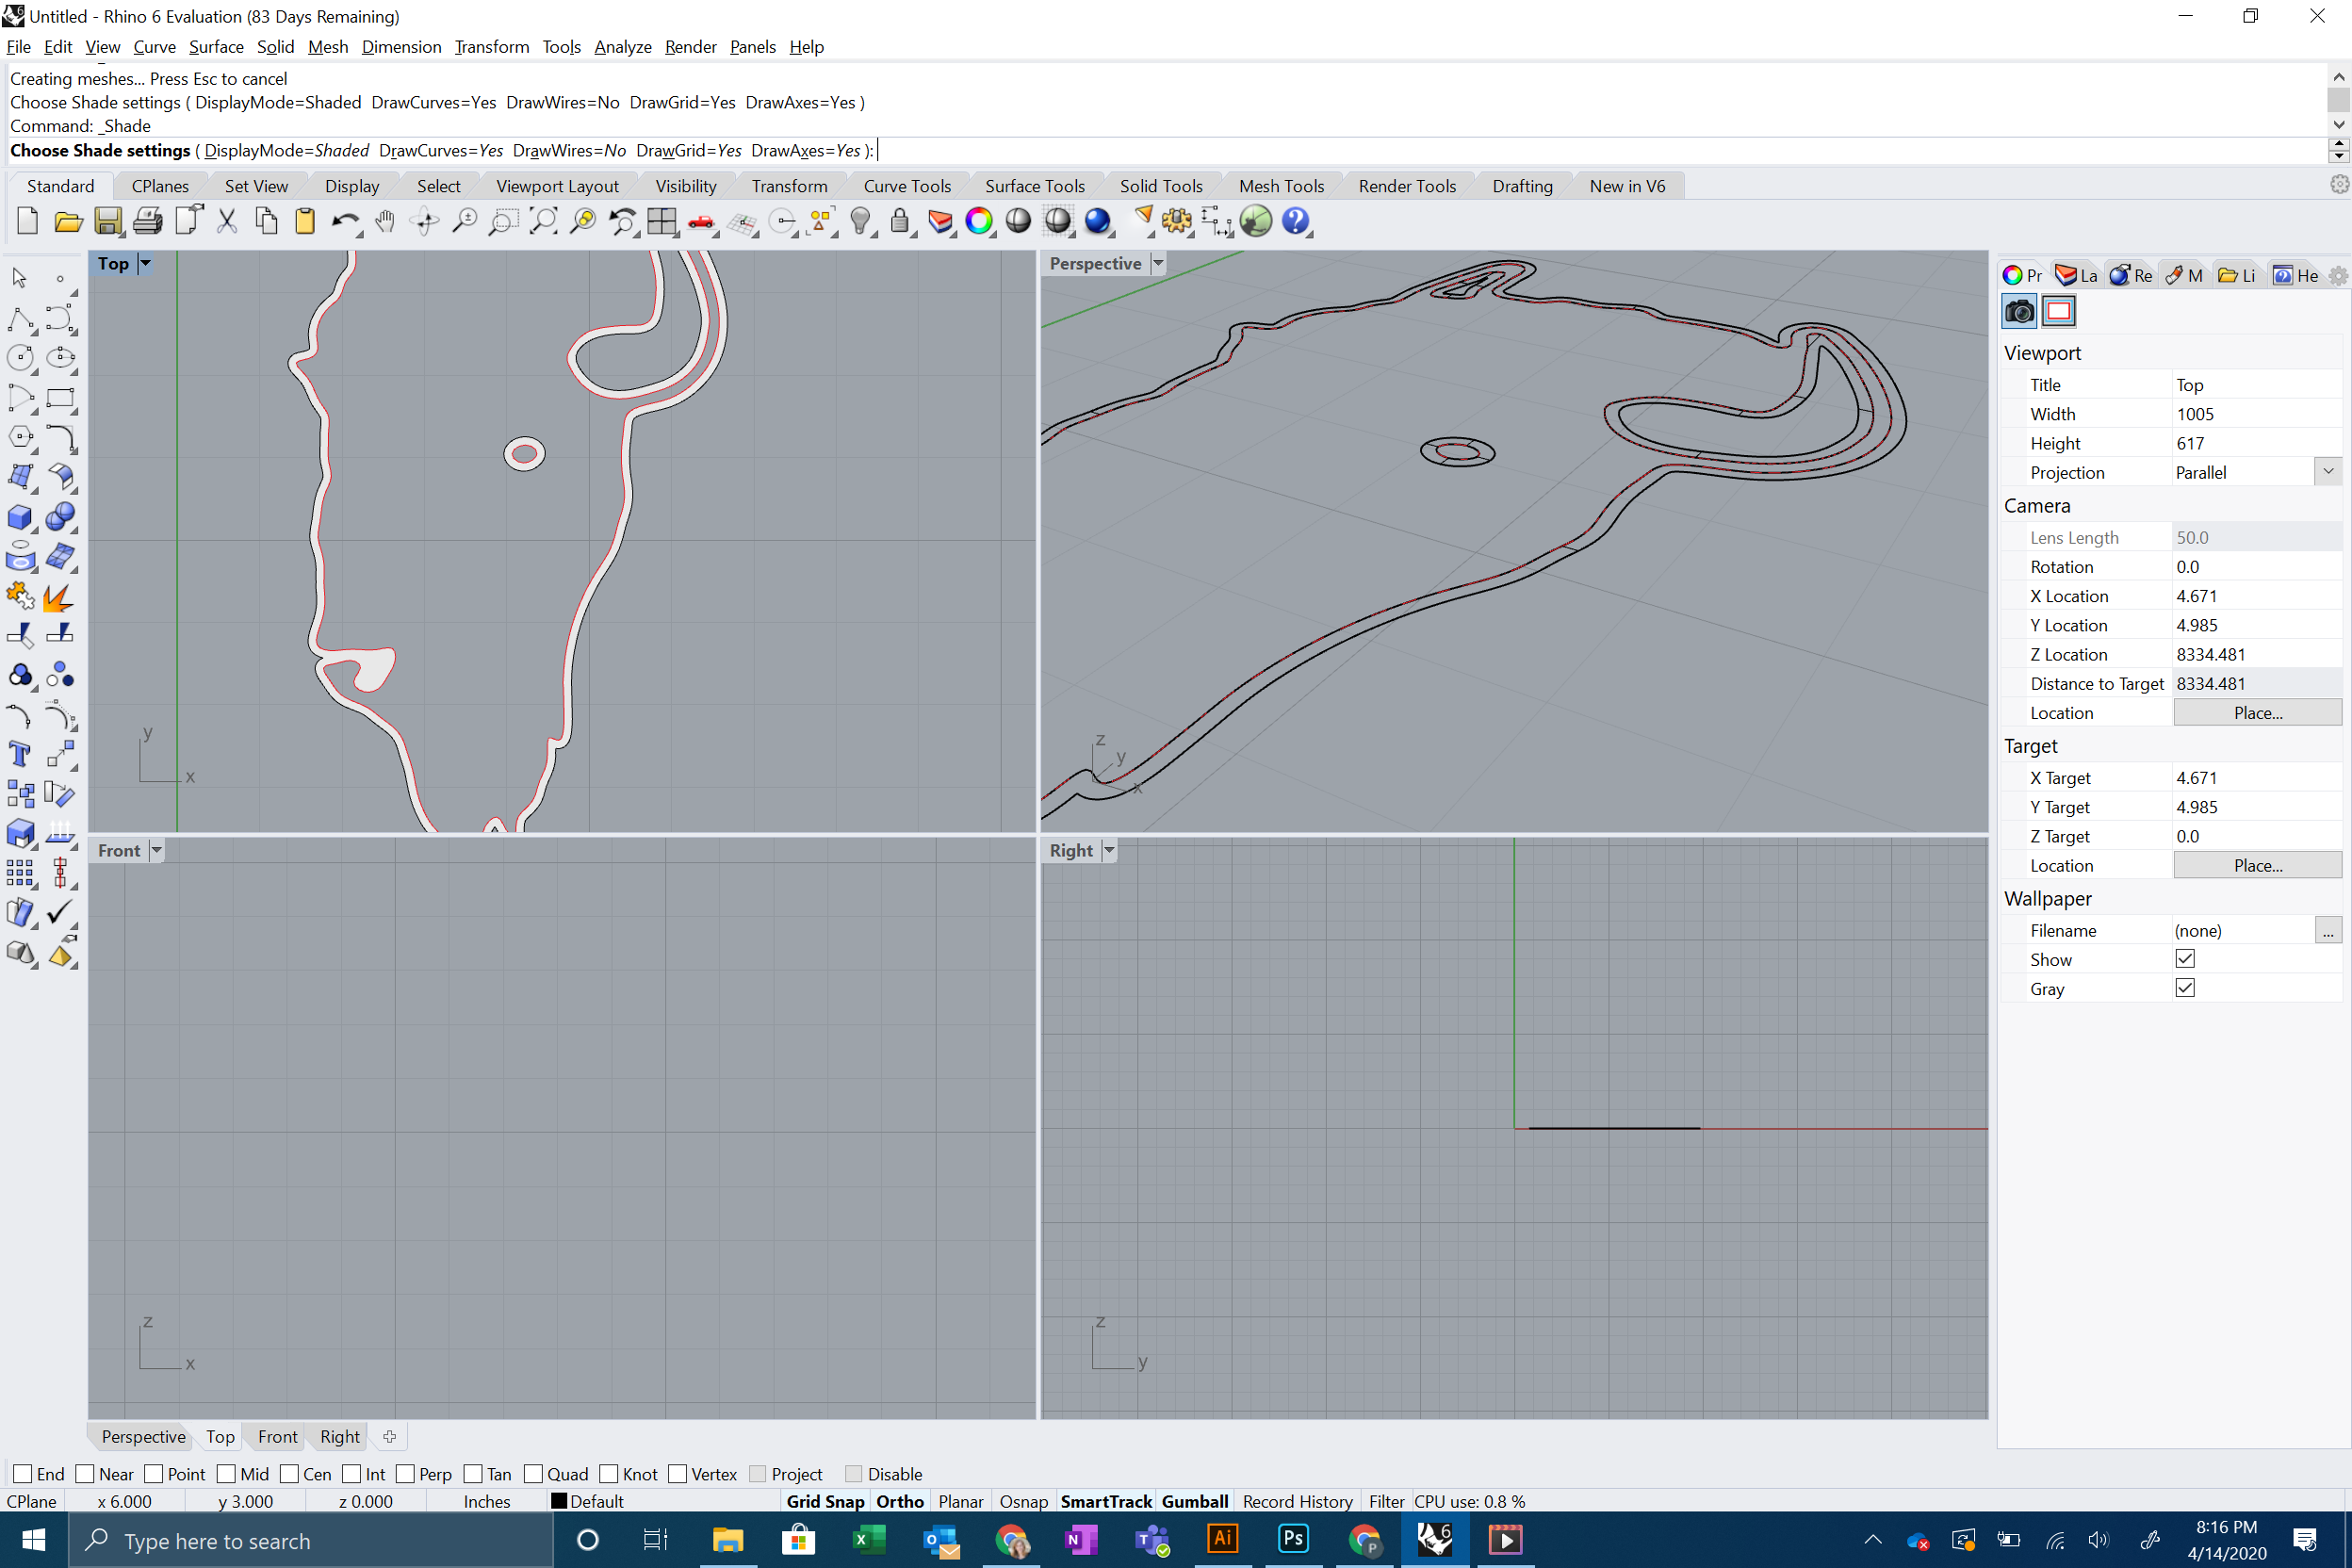 Untitled - Rhino 6 Evaluation (83 Days Remaining)
File Edit View Curve Surface Solid Mesh Dimension Transform Tools Analyze Render Panels Help
Creating meshes... Press Esc to cancel
Choose Shade settings ( DisplayMode=Shaded DrawCurves=Yes DrawWires=No DrawGrid=Yes DrawAxes=Yes )
Command: _Shade
Choose Shade settings ( DisplayMode=Shaded DrawCurves=Yes DrawWires=No DrawGrid=Yes DrawAxes=Yes ):
Standard CPlanes Set View Display Select Viewport Layout Visibility Transform Curve Tools Surface Tools Solid Tools Mesh Tools Render Tools Drafting New in V6
Top
y
x
Perspective
z
y
x
Front
z
x
Right
z
y
Pr La Re M Li He
Viewport
Title Top
Width 1005
Height 617
Projection Parallel
Camera
Lens Length 50.0
Rotation 0.0
X Location 4.671
Y Location 4.985
Z Location 8334.481
Distance to Target 8334.481
Location Place...
Target
X Target 4.671
Y Target 4.985
Z Target 0.0
Location Place...
Wallpaper
Filename (none) ...
Show
Gray
Perspective Top Front Right
End Near Point Mid Cen Int Perp Tan Quad Knot Vertex Project Disable
CPlane x 6.000 y 3.000 z 0.000 Inches Default Grid Snap Ortho Planar Osnap SmartTrack Gumball Record History Filter CPU use: 0.8 %
Type here to search
Ai
Ps
8:16 PM
4/14/2020